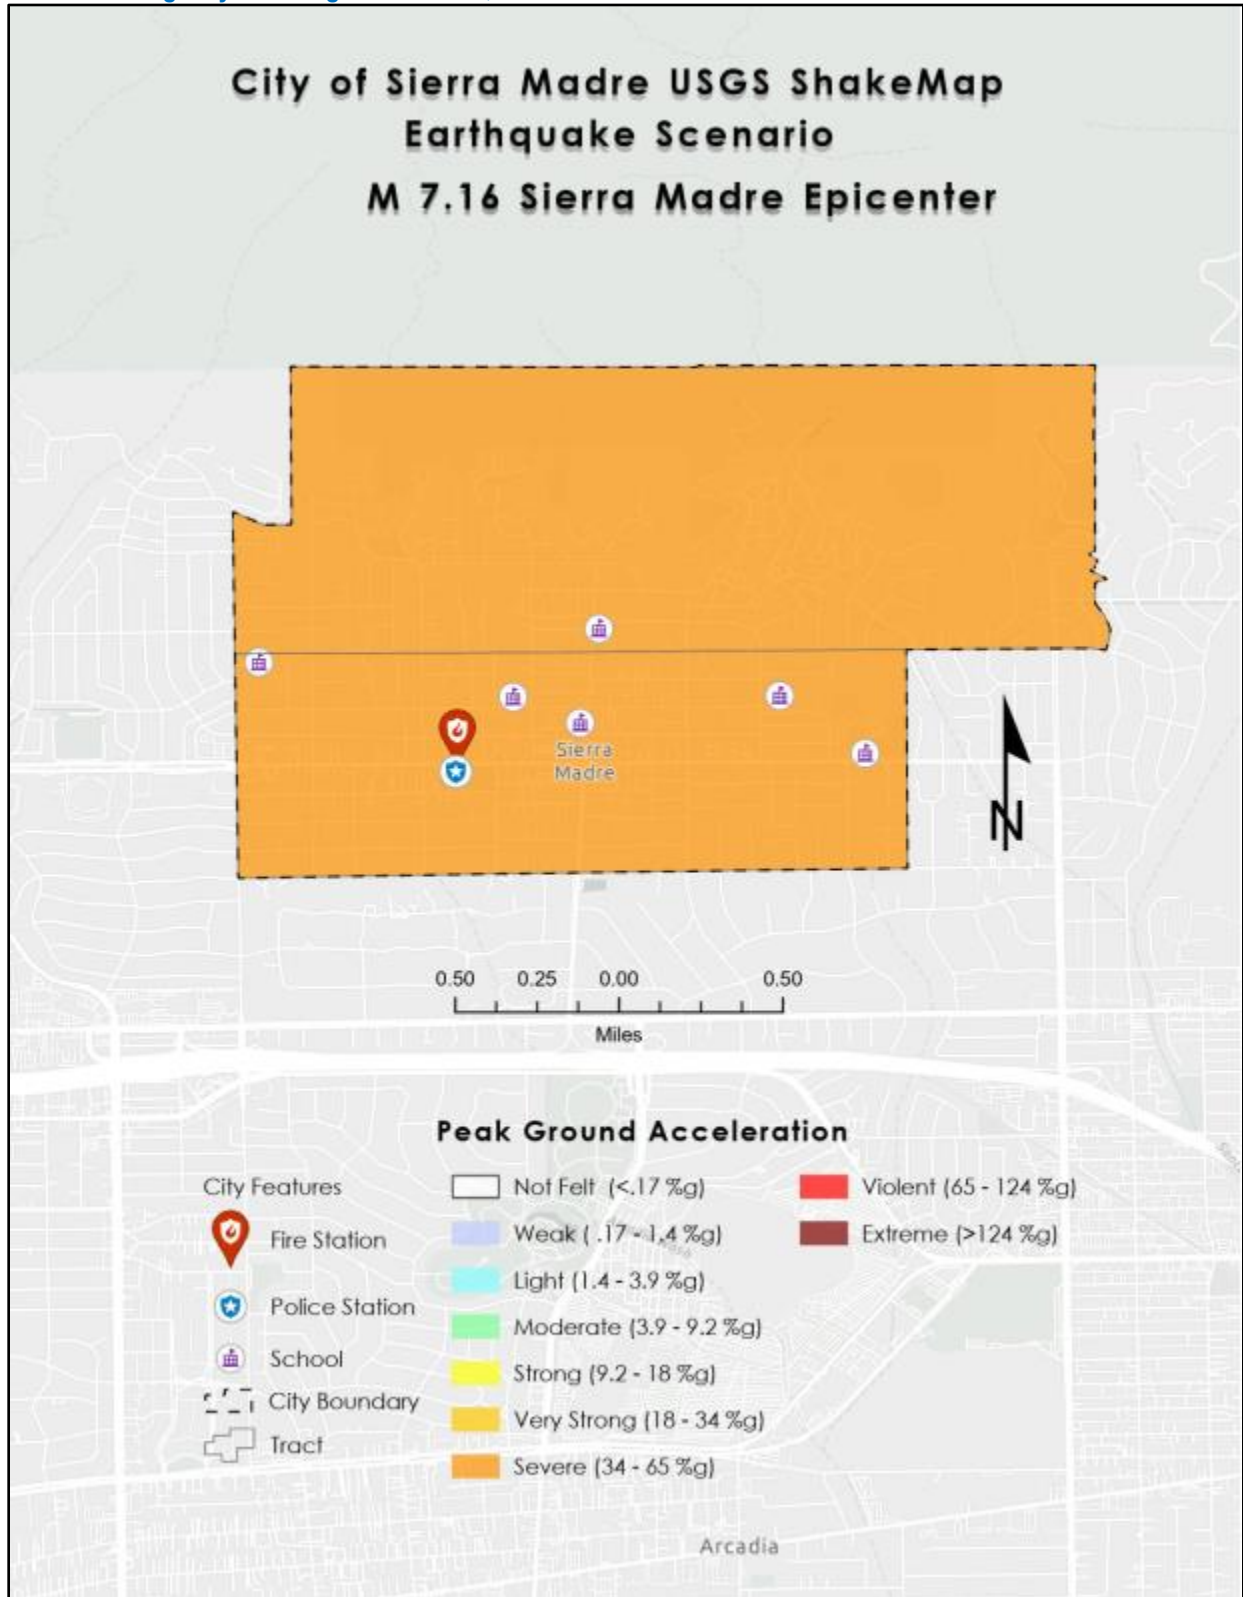 City of Sierra Madre USGS ShakeMap
Earthquake Scenario
M 7.16 Sierra Madre Epicenter
Sierra
Madre
N
0.50 0.25 0.00 0.50
Miles
Peak Ground Acceleration
City Features
Fire Station
Police Station
School
City Boundary
Tract
Not Felt (<.17 %g)
Weak ( .17 - 1.4 %g)
Light (1.4 - 3.9 %g)
Moderate (3.9 - 9.2 %g)
Strong (9.2 - 18 %g)
Very Strong (18 - 34 %g)
Severe (34 - 65 %g)
Violent (65 - 124 %g)
Extreme (>124 %g)
Arcadia